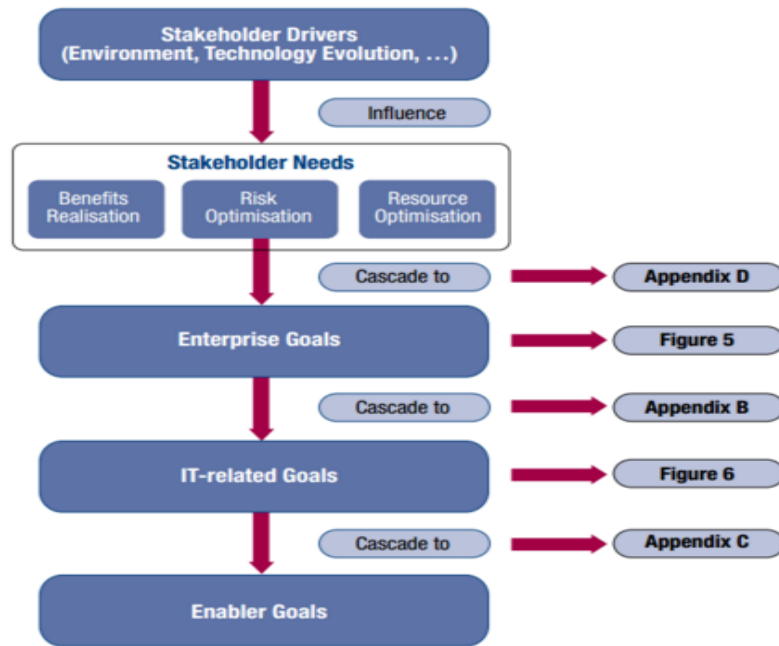 Stakeholder Drivers
(Environment, Technology Evolution, …)
Influence
Stakeholder Needs
Benefits
Realisation
Risk
Optimisation
Resource
Optimisation
Cascade to
Appendix D
Enterprise Goals
Figure 5
Cascade to
Appendix B
IT-related Goals
Figure 6
Cascade to
Appendix C
Enabler Goals